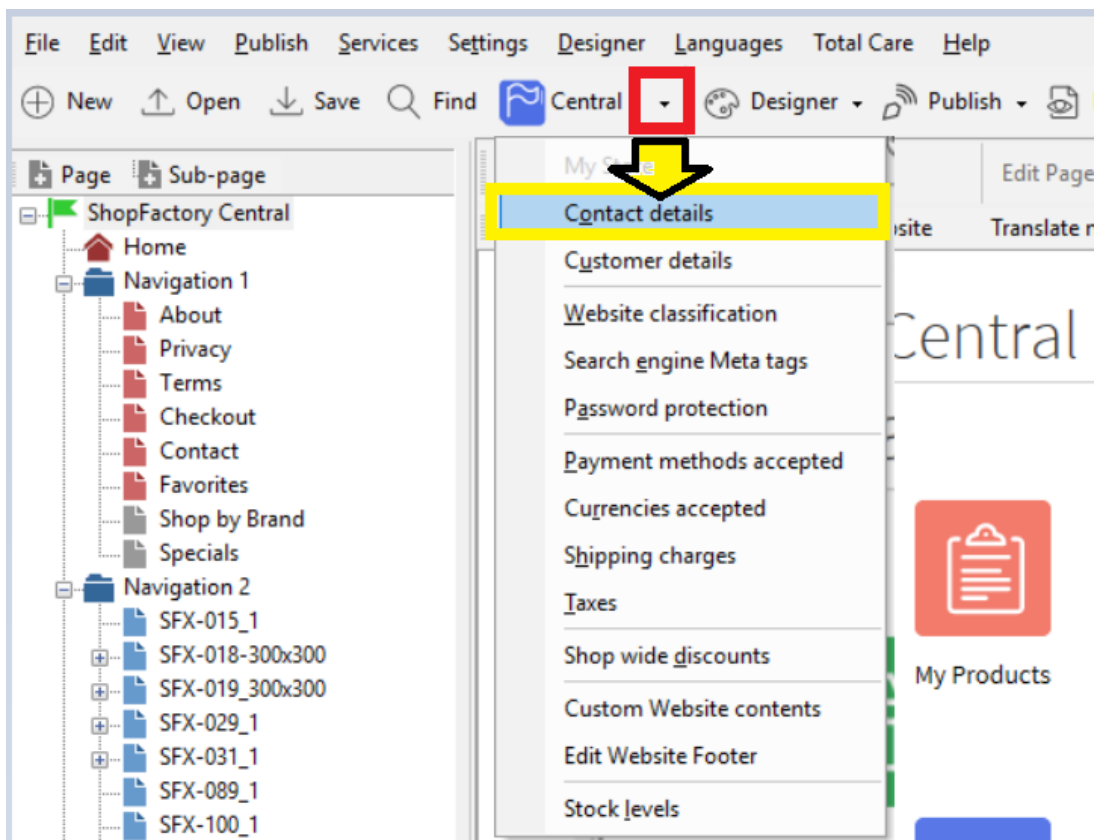 File Edit View Publish Services Settings Designer Languages Total Care Help
New Open Save Find Central Designer Publish
Page Sub-page
ShopFactory Central
Home
Navigation 1
About
Privacy
Terms
Checkout
Contact
Favorites
Shop by Brand
Specials
Navigation 2
SFX-015_1
SFX-018-300x300
SFX-019_300x300
SFX-029_1
SFX-031_1
SFX-089_1
SFX-100_1
My Store
Contact details
Customer details
Website classification
Search engine Meta tags
Password protection
Payment methods accepted
Currencies accepted
Shipping charges
Taxes
Shop wide discounts
Custom Website contents
Edit Website Footer
Stock levels
Edit Page
Translate
Central
My Products